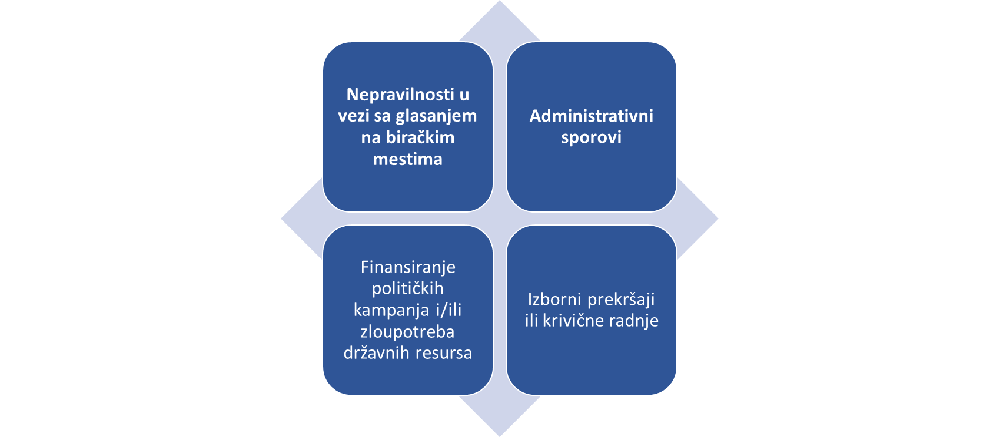 Nepravilnosti u
vezi sa glasanjem
na biračkim
mestima
Administrativni
sporovi
Finansiranje
političkih
kampanja i/ili
zloupotreba
državnih resursa
Izborni prekršaji
ili krivične radnje